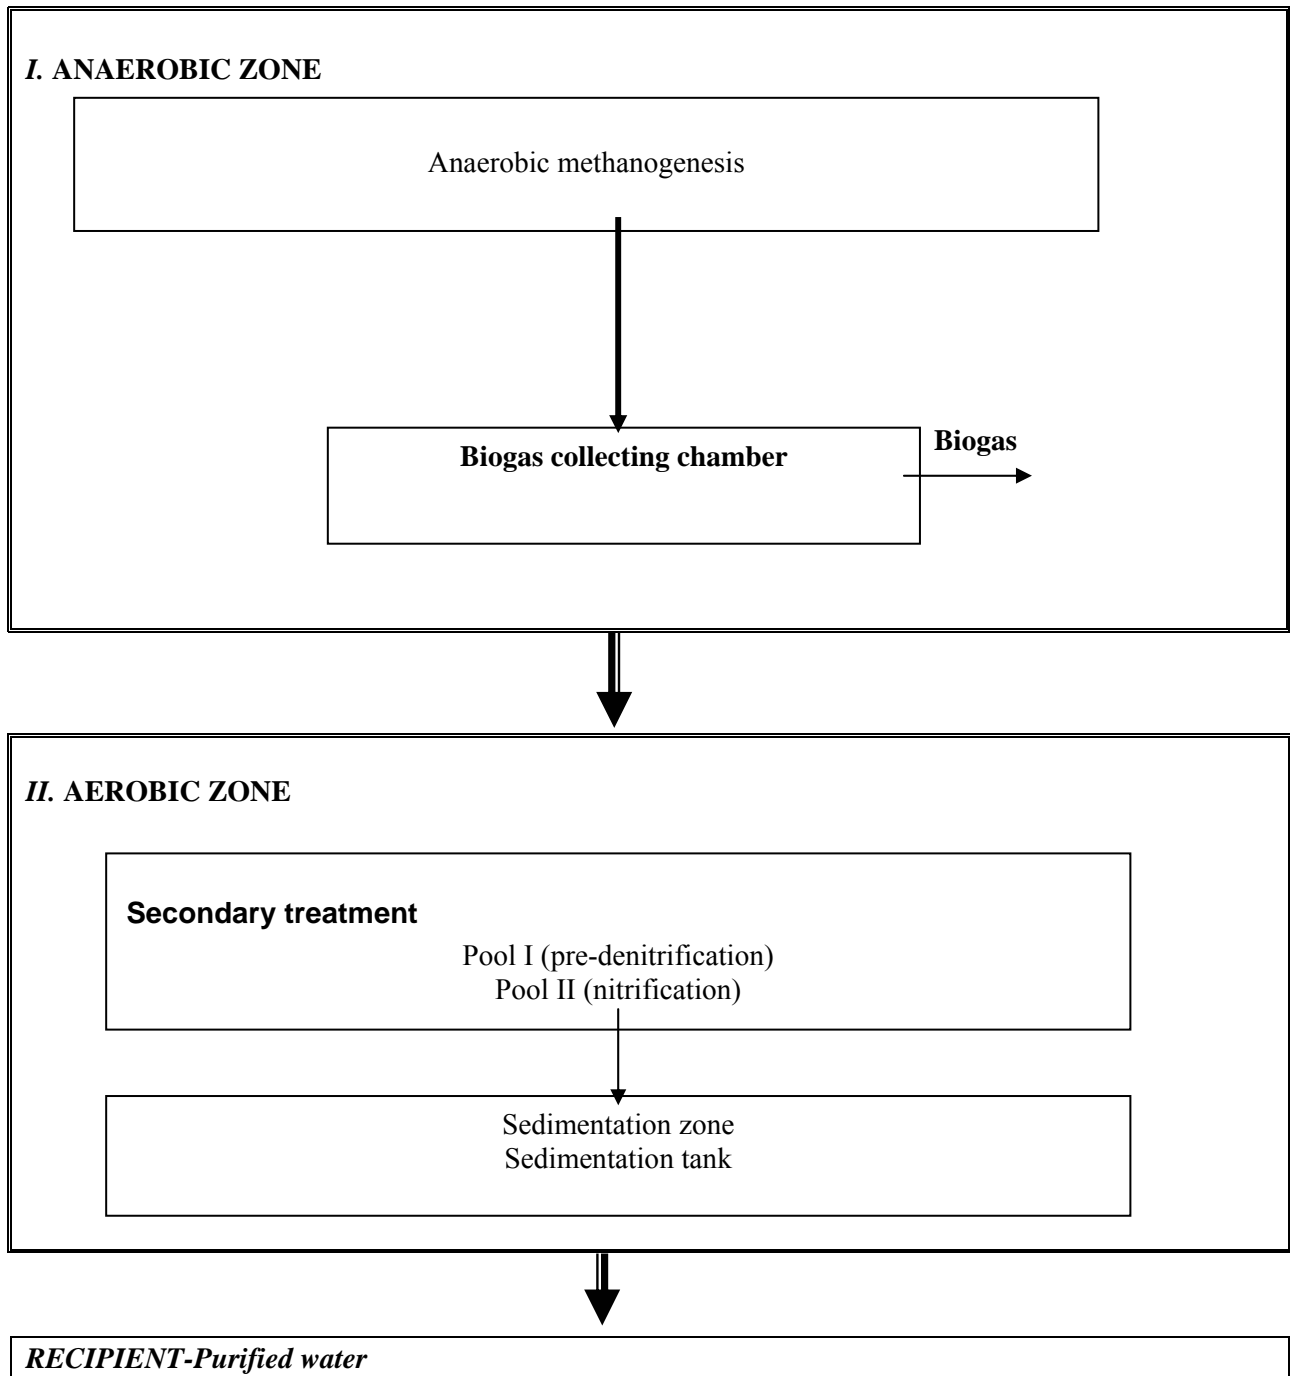 I. ANAEROBIC ZONE
Anaerobic methanogenesis
Biogas collecting chamber
Biogas
II. AEROBIC ZONE
Secondary treatment
Pool I (pre-denitrification)
Pool II (nitrification)
Sedimentation zone
Sedimentation tank
RECIPIENT-Purified water